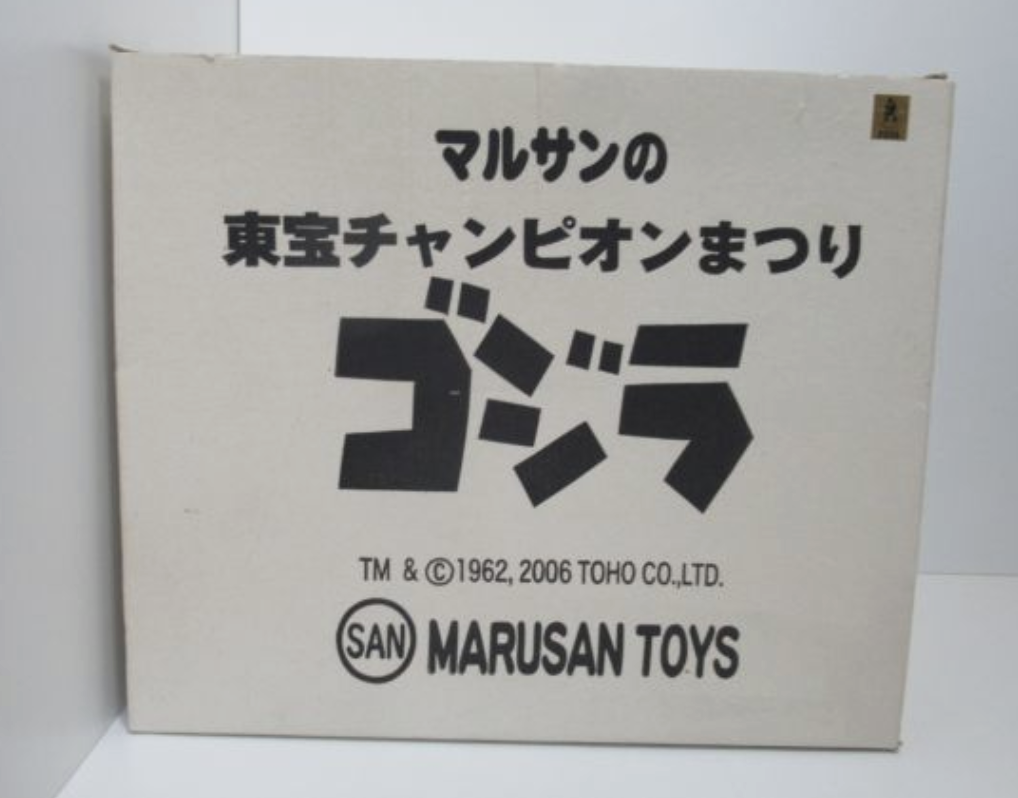 マルサンの
東宝チャンピオンまつり
ゴジラ
TM & ©1962, 2006 TOHO CO.,LTD.
SAN MARUSAN TOYS